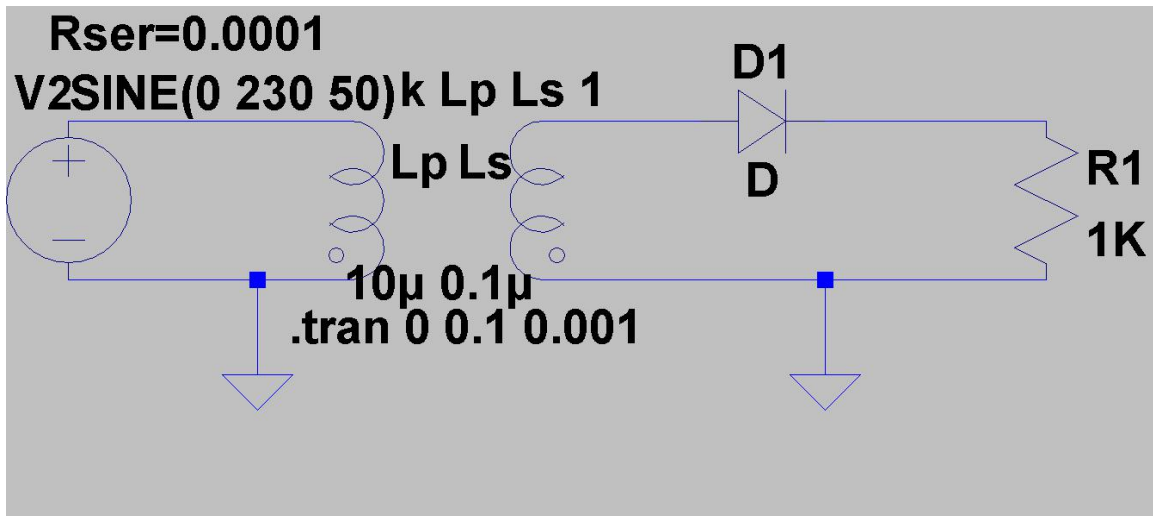 Rser=0.0001
V2SINE(0 230 50)k Lp Ls 1
D1
Lp Ls
D
R1
1K
10µ 0.1µ
.tran 0 0.1 0.001